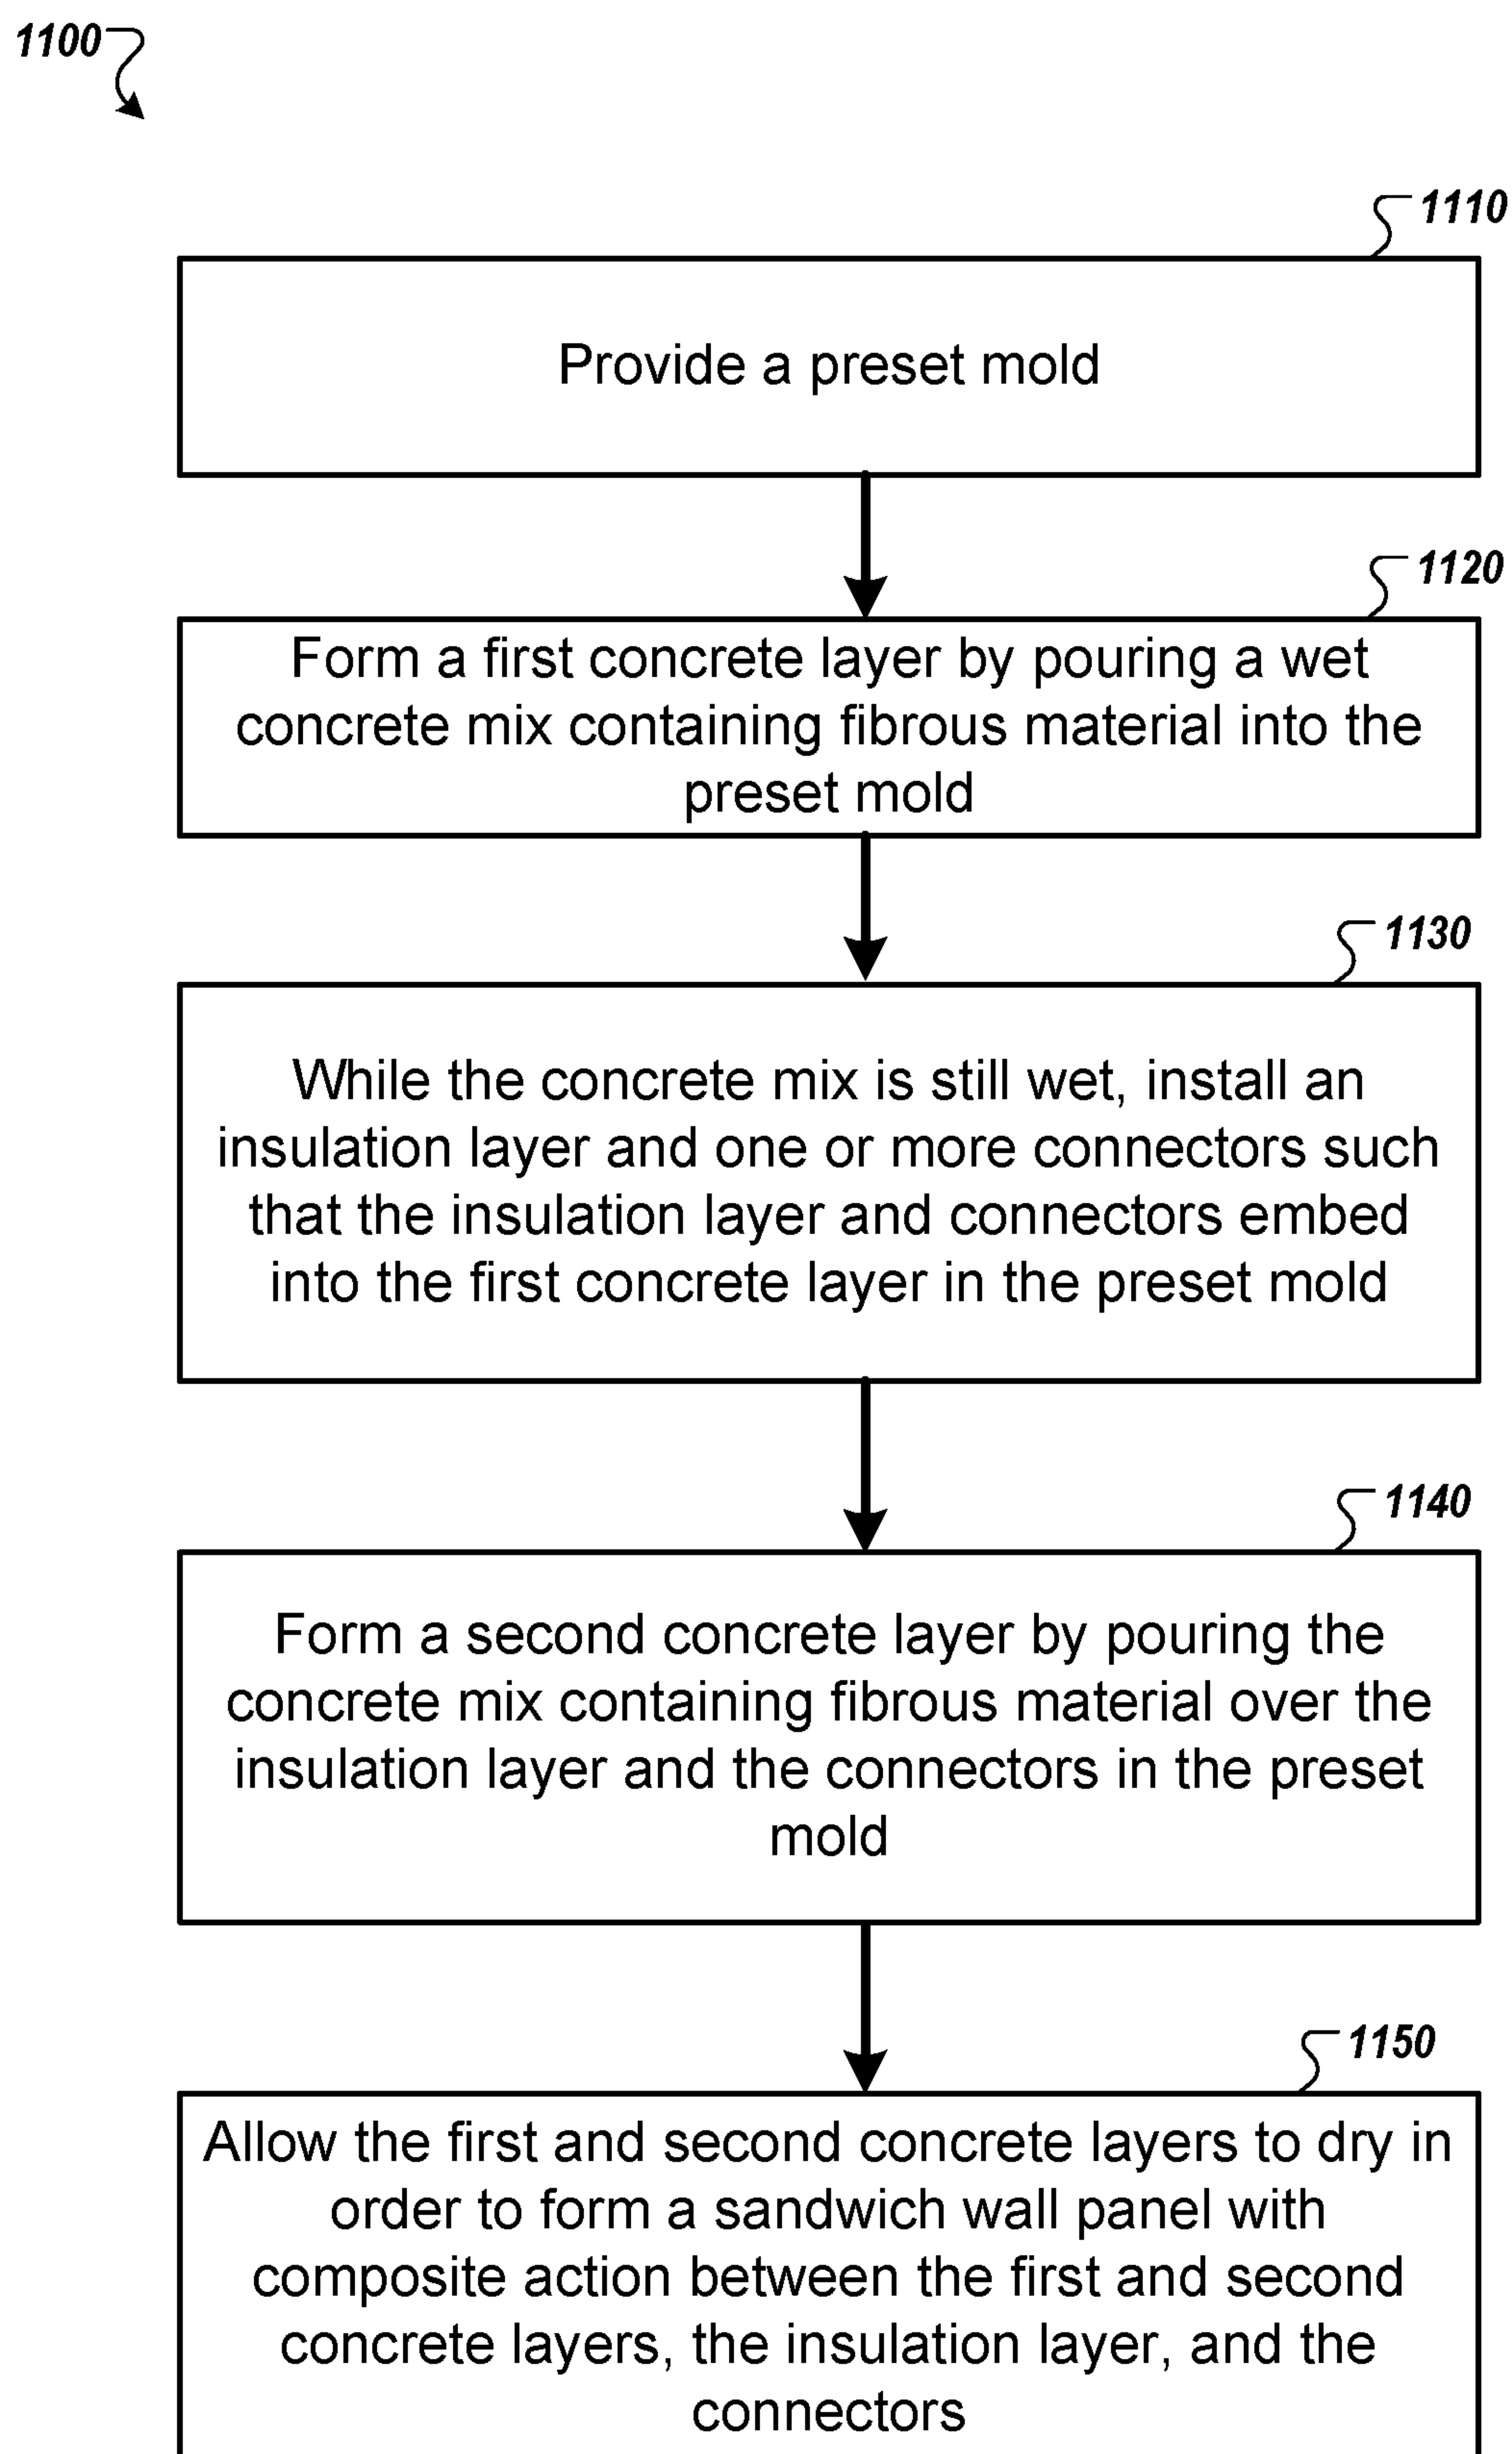 1100
1110
Provide a preset mold
1120
Form a first concrete layer by pouring a wet
concrete mix containing fibrous material into the
preset mold
1130
While the concrete mix is still wet, install an
insulation layer and one or more connectors such
that the insulation layer and connectors embed
into the first concrete layer in the preset mold
1140
Form a second concrete layer by pouring the
concrete mix containing fibrous material over the
insulation layer and the connectors in the preset
mold
1150
Allow the first and second concrete layers to dry in
order to form a sandwich wall panel with
composite action between the first and second
concrete layers, the insulation layer, and the
connectors